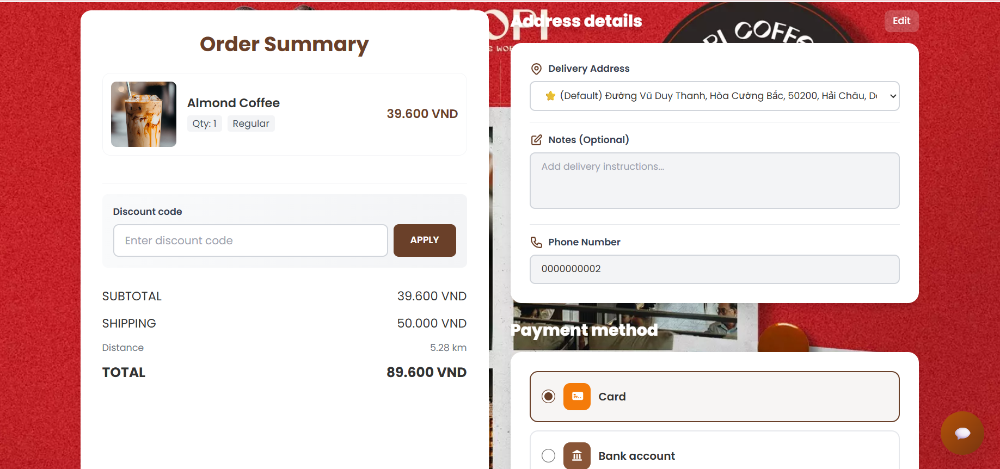 Order Summary
Almond Coffee
Qty: 1
Regular
39.600 VND
Discount code
Enter discount code
APPLY
SUBTOTAL
39.600 VND
SHIPPING
50.000 VND
Distance
5.28 km
TOTAL
89.600 VND
Address details
Edit
COFFE
Delivery Address
(Default) Đường Vũ Duy Thanh, Hòa Cường Bắc, 50200, Hải Châu,
Notes (Optional)
Add delivery instructions...
Phone Number
0000000002
Payment method
Card
Bank account